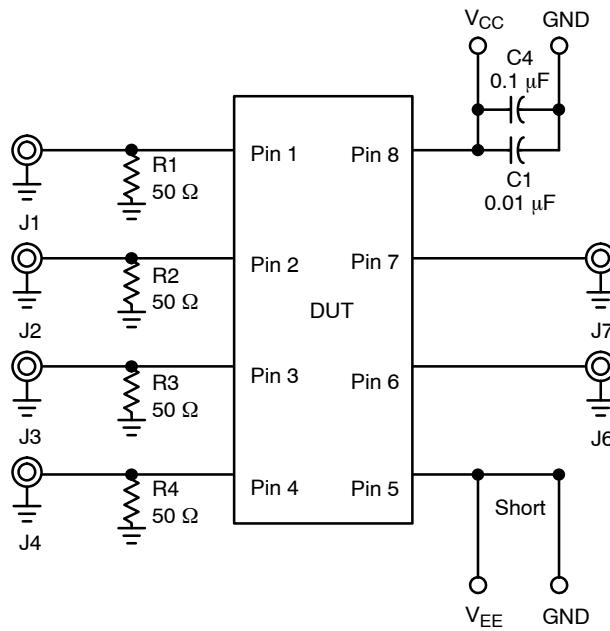 V_CC GND
C4
0.1 μF
C1
0.01 μF
Pin 1 Pin 8
R1
50 Ω
J1
Pin 2 Pin 7
R2
50 Ω
J2
J7
DUT
Pin 3 Pin 6
R3
50 Ω
J3
J6
Pin 4 Pin 5
R4
50 Ω
J4
Short
V_EE GND